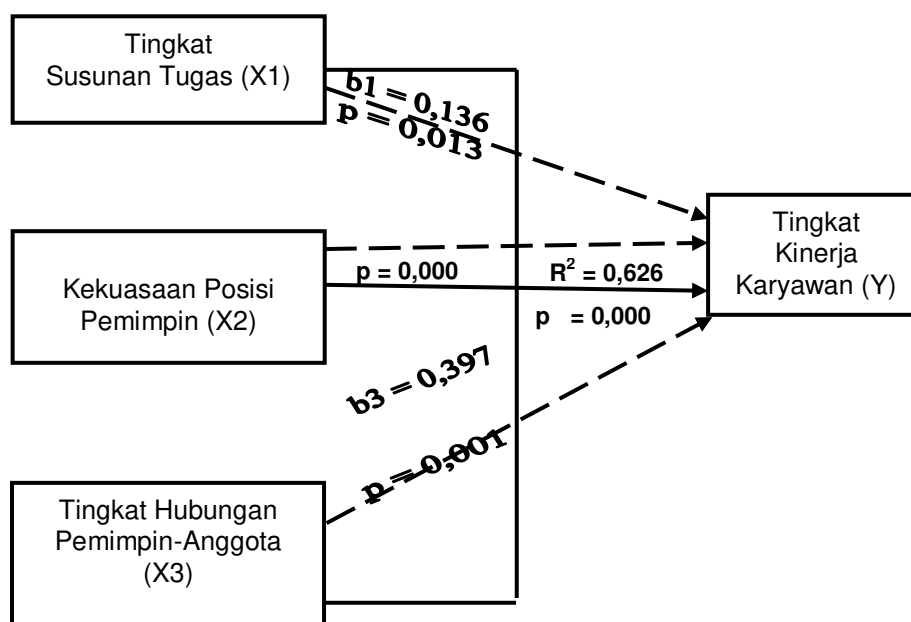 Tingkat
Susunan Tugas (X1)
b1 = 0,136
p = 0,013
Tingkat
Kinerja
Karyawan (Y)
Kekuasaan Posisi
Pemimpin (X2)
p = 0,000
R² = 0,626
p = 0,000
b3 = 0,397
p = 0,001
Tingkat Hubungan
Pemimpin-Anggota
(X3)